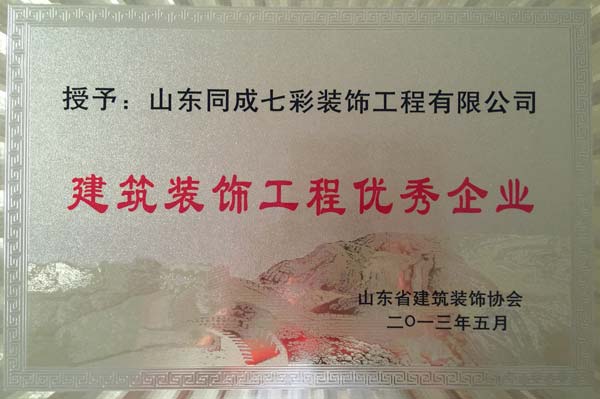 授予：山东同成七彩装饰工程有限公司
建筑装饰工程优秀企业
山东省建筑装饰协会
二〇一三年五月